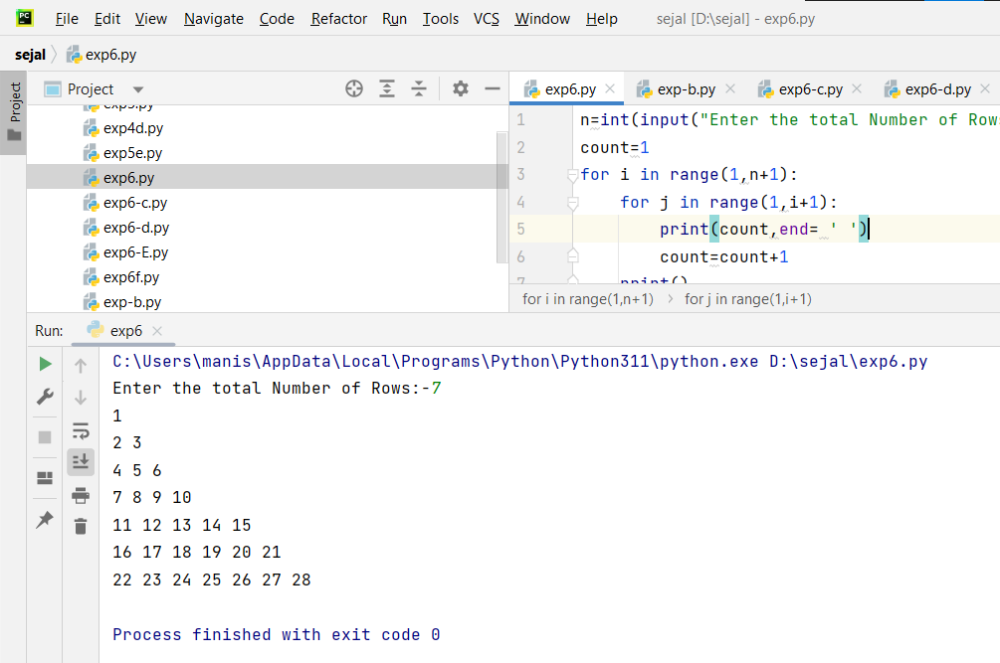 PC File Edit View Navigate Code Refactor Run Tools VCS Window Help sejal [D:\sejal] - exp6.py
sejal exp6.py
Project
Project
exp6.py exp-b.py exp6-c.py exp6-d.py
exp4d.py
exp5e.py
exp6.py
exp6-c.py
exp6-d.py
exp6-E.py
exp6f.py
exp-b.py
1 n=int(input("Enter the total Number of Row
2 count=1
3 for i in range(1,n+1):
4 for j in range(1,i+1):
5 print(count,end= ' ')
6 count=count+1
7 print()
for i in range(1,n+1) for j in range(1,i+1)
Run: exp6
C:\Users\manis\AppData\Local\Programs\Python\Python311\python.exe D:\sejal\exp6.py
Enter the total Number of Rows:-7
1
2 3
4 5 6
7 8 9 10
11 12 13 14 15
16 17 18 19 20 21
22 23 24 25 26 27 28
Process finished with exit code 0